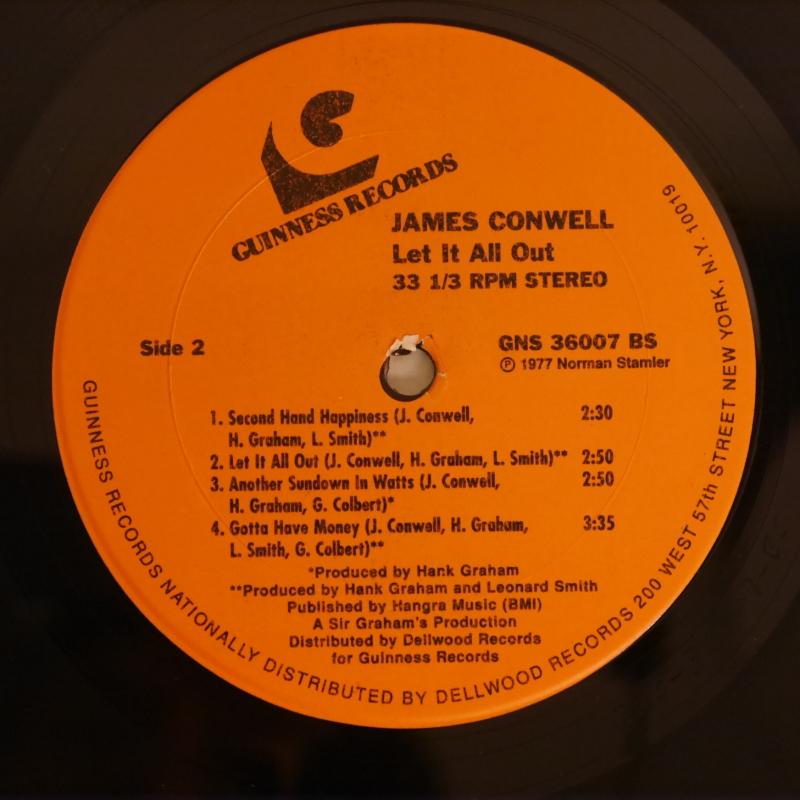 GUINNESS RECORDS
JAMES CONWELL
Let It All Out
33 1/3 RPM STEREO
Side 2
GNS 36007 BS
℗ 1977 Norman Stamler
1. Second Hand Happiness (J. Conwell, 2:30
H. Graham, L. Smith)**
2. Let It All Out (J. Conwell, H. Graham, L. Smith)** 2:50
3. Another Sundown In Watts (J. Conwell, 2:50
H. Graham, G. Colbert)*
4. Gotta Have Money (J. Conwell, H. Graham, 3:35
L. Smith, G. Colbert)**
*Produced by Hank Graham
**Produced by Hank Graham and Leonard Smith
Published by Hangra Music (BMI)
A Sir Graham's Production
Distributed by Dellwood Records
for Guinness Records
GUINNESS RECORDS NATIONALLY DISTRIBUTED BY DELLWOOD RECORDS 200 WEST 57th STREET NEW YORK, N.Y. 10019